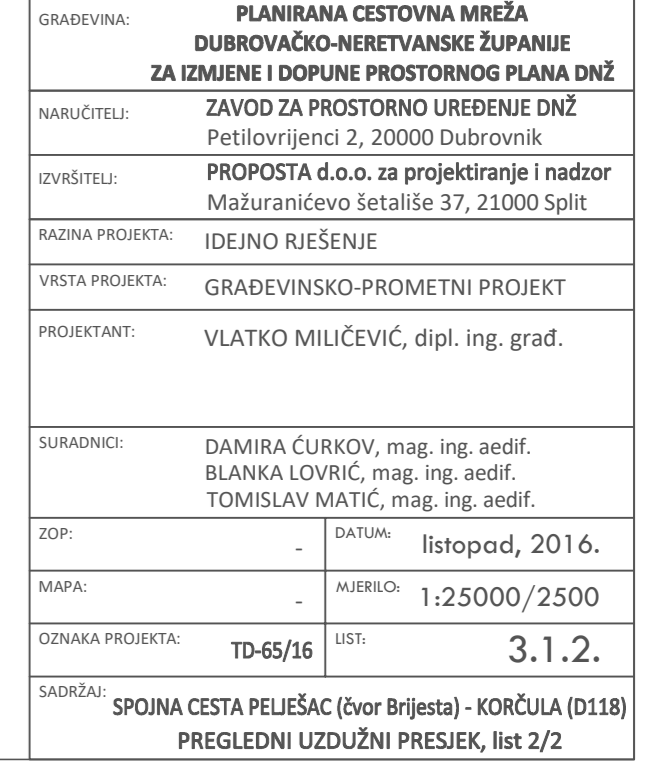 GRAĐEVINA: PLANIRANA CESTOVNA MREŽA
DUBROVAČKO-NERETVANSKE ŽUPANIJE
ZA IZMJENE I DOPUNE PROSTORNOG PLANA DNŽ
NARUČITELJ: ZAVOD ZA PROSTORNO UREĐENJE DNŽ
Petilovrijenci 2, 20000 Dubrovnik
IZVRŠITELJ: PROPOSTA d.o.o. za projektiranje i nadzor
Mažuranićevo šetališe 37, 21000 Split
RAZINA PROJEKTA: IDEJNO RJEŠENJE
VRSTA PROJEKTA: GRAĐEVINSKO-PROMETNI PROJEKT
PROJEKTANT: VLATKO MILIČEVIĆ, dipl. ing. građ.
SURADNICI: DAMIRA ĆURKOV, mag. ing. aedif.
BLANKA LOVRIĆ, mag. ing. aedif.
TOMISLAV MATIĆ, mag. ing. aedif.
ZOP: - DATUM: listopad, 2016.
MAPA: - MJERILO: 1:25000/2500
OZNAKA PROJEKTA: TD-65/16 LIST: 3.1.2.
SADRŽAJ: SPOJNA CESTA PELJEŠAC (čvor Brijesta) - KORČULA (D118)
PREGLEDNI UZDUŽNI PRESJEK, list 2/2